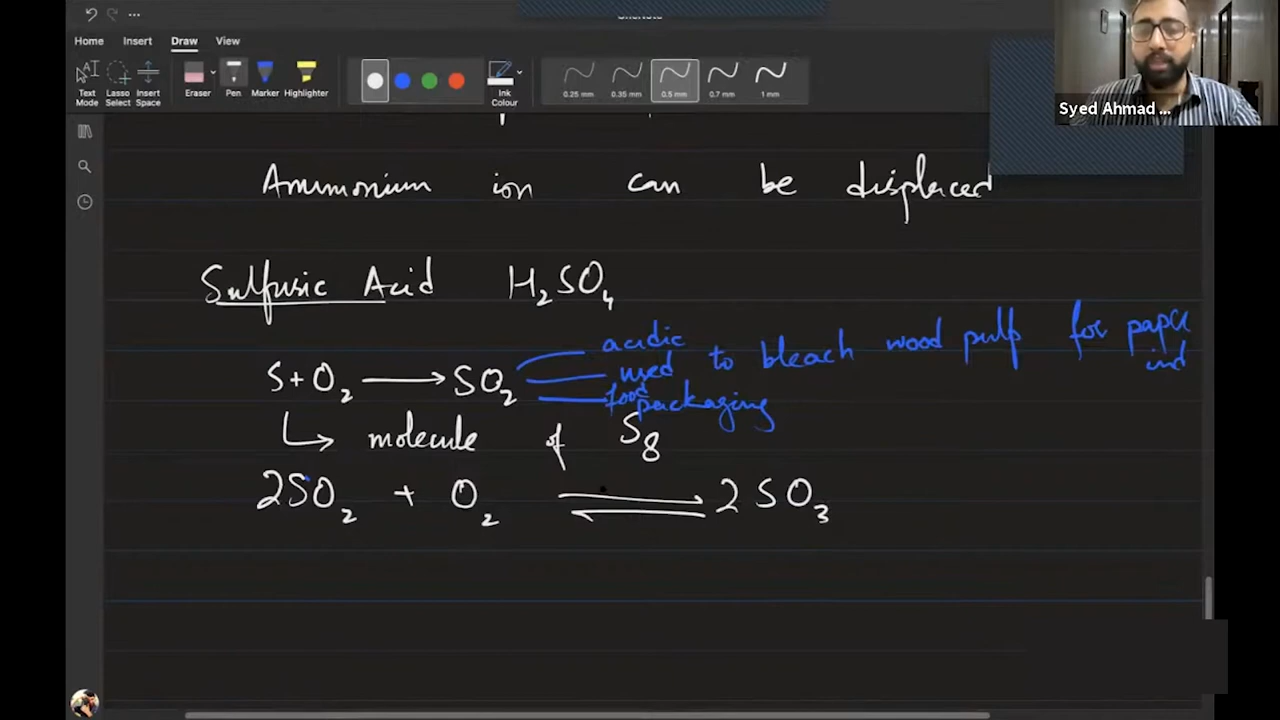 Home Insert Draw View
Text Mode Lasso Select Insert Space Eraser Pen Marker Highlighter Ink Colour 0.25 mm 0.35 mm 0.5 mm 0.7 mm 1 mm
Syed Ahmad ...
Ammonium ion can be displaced
Sulfuric Acid H₂SO₄
acidic
used to bleach wood pulp for paper ind
food packaging
S + O₂ ⟶ SO₂
↳ molecule of S₈
2SO₂ + O₂ ⇌ 2SO₃